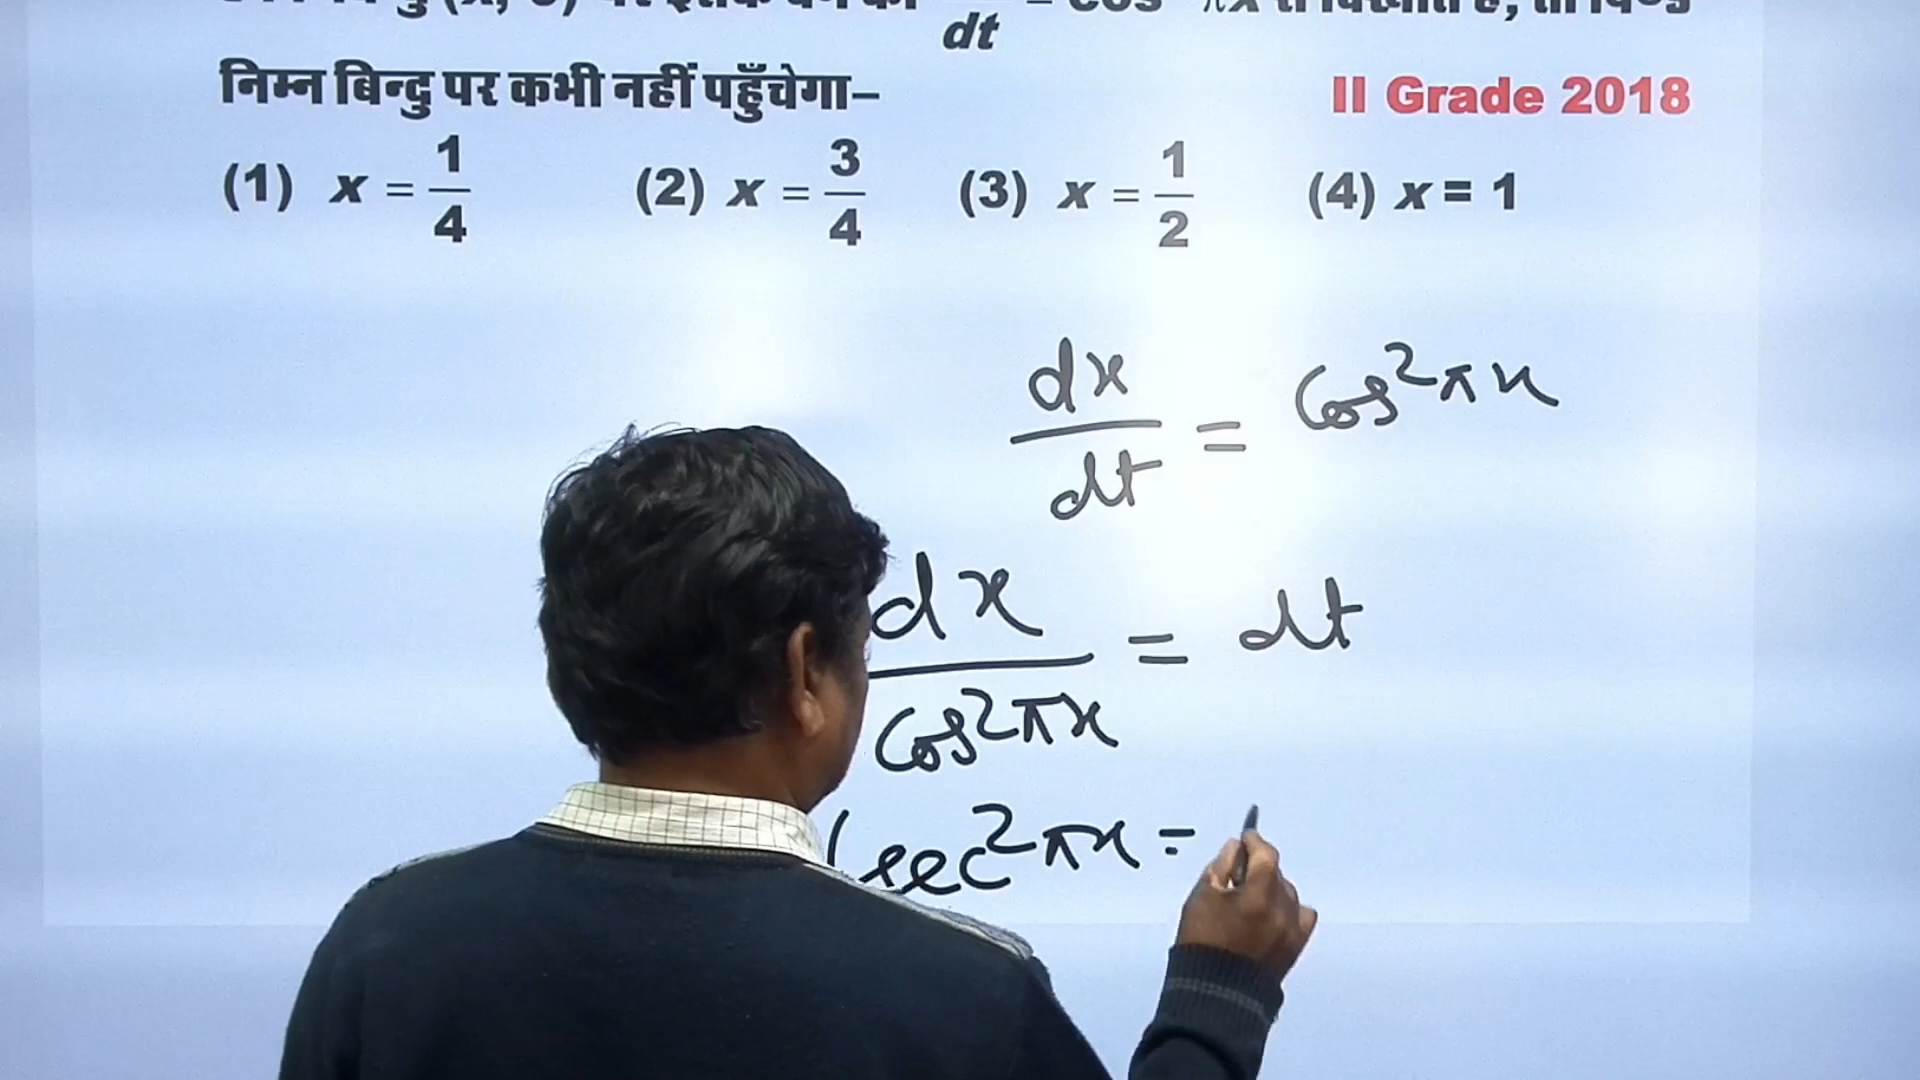 dt
निम्न बिन्दु पर कभी नहीं पहुँचेगा–
II Grade 2018
(1) x = 1/4 (2) x = 3/4 (3) x = 1/2 (4) x = 1
dx/dt = cos²πx
dx/cos²πx = dt
sec²πx =